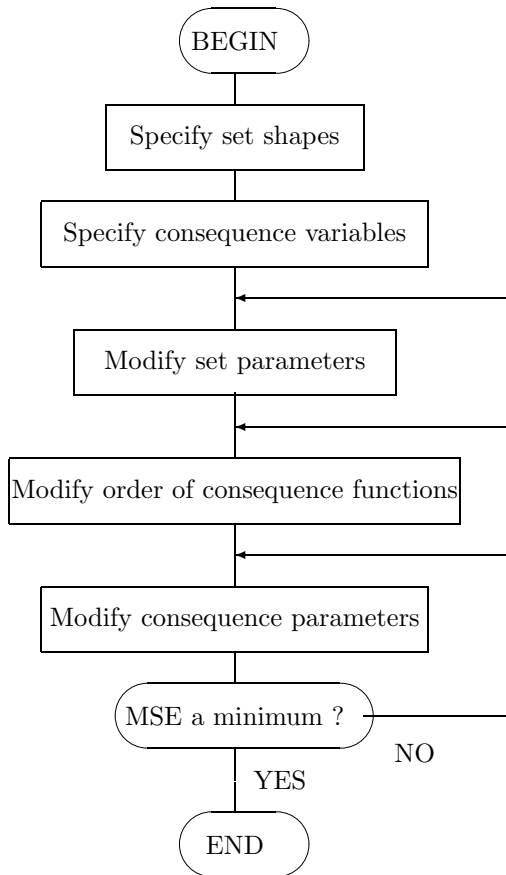 BEGIN
Specify set shapes
Specify consequence variables
Modify set parameters
Modify order of consequence functions
Modify consequence parameters
MSE a minimum ?
NO
YES
END